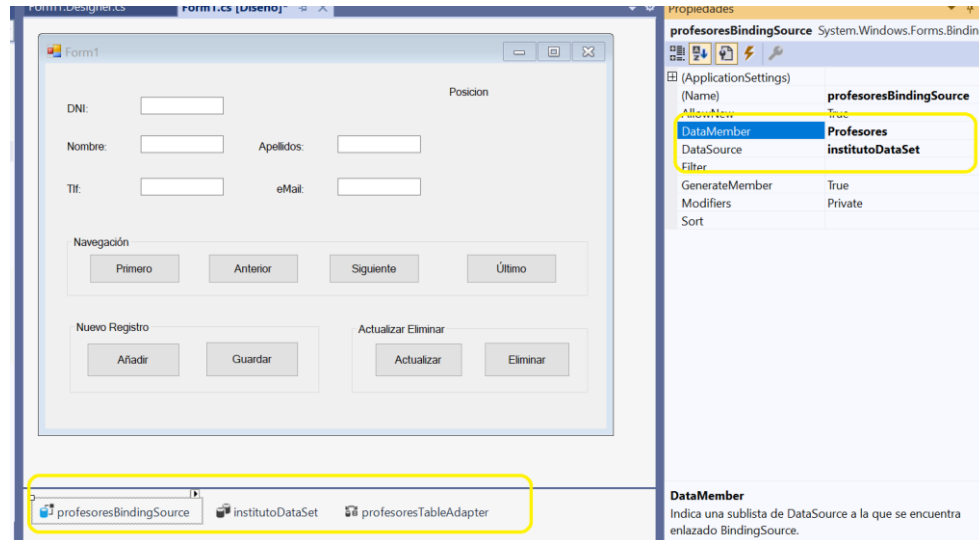 Form1.Designer.cs
Form1.cs [Diseño]*
Propiedades
profesoresBindingSource System.Windows.Forms.Bindin
Form1
Posicion
DNI:
Nombre:
Apellidos:
Tlf:
eMail:
Navegación
Primero
Anterior
Siguiente
Último
Nuevo Registro
Añadir
Guardar
Actualizar Eliminar
Actualizar
Eliminar
profesoresBindingSource
institutoDataSet
profesoresTableAdapter
(ApplicationSettings)
(Name) profesoresBindingSource
AllowNew True
DataMember Profesores
DataSource institutoDataSet
Filter
GenerateMember True
Modifiers Private
Sort
DataMember
Indica una sublista de DataSource a la que se encuentra
enlazado BindingSource.